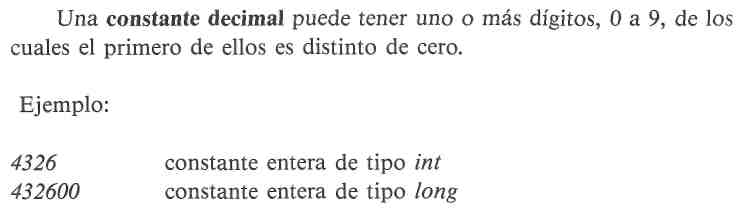 Una constante decimal puede tener uno o más dígitos, 0 a 9, de los
cuales el primero de ellos es distinto de cero.
Ejemplo:
4326 constante entera de tipo int
432600 constante entera de tipo long